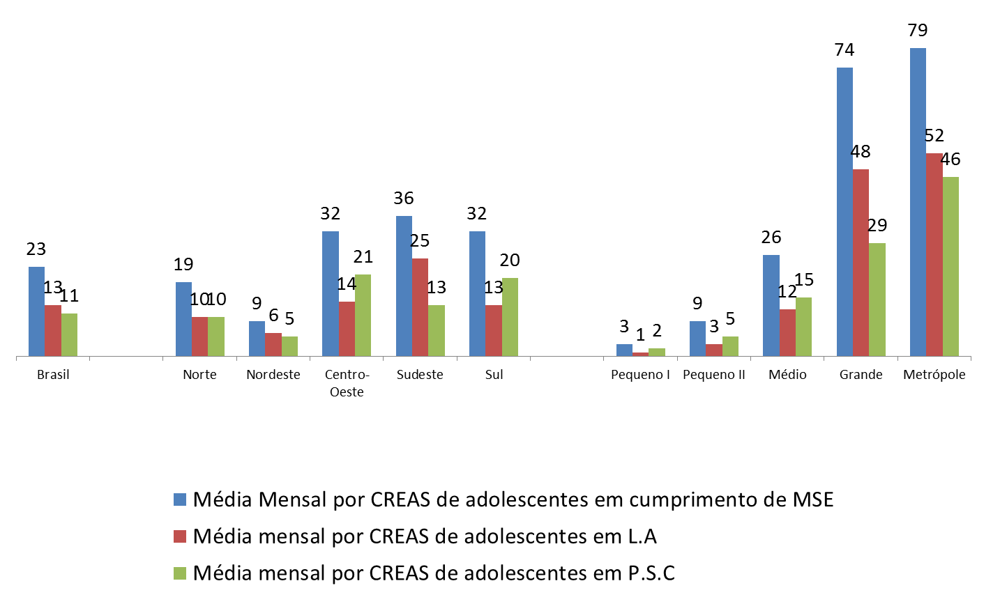 79
74
52
48
46
36
32
32
29
26
25
23
21
20
19
15
14
13
13
13
12
11
10
10
9
9
6
5
5
3
3
2
1
Brasil
Norte
Nordeste
Centro-
Oeste
Sudeste
Sul
Pequeno I
Pequeno II
Médio
Grande
Metrópole
Média Mensal por CREAS de adolescentes em cumprimento de MSE
Média mensal por CREAS de adolescentes em L.A
Média mensal por CREAS de adolescentes em P.S.C